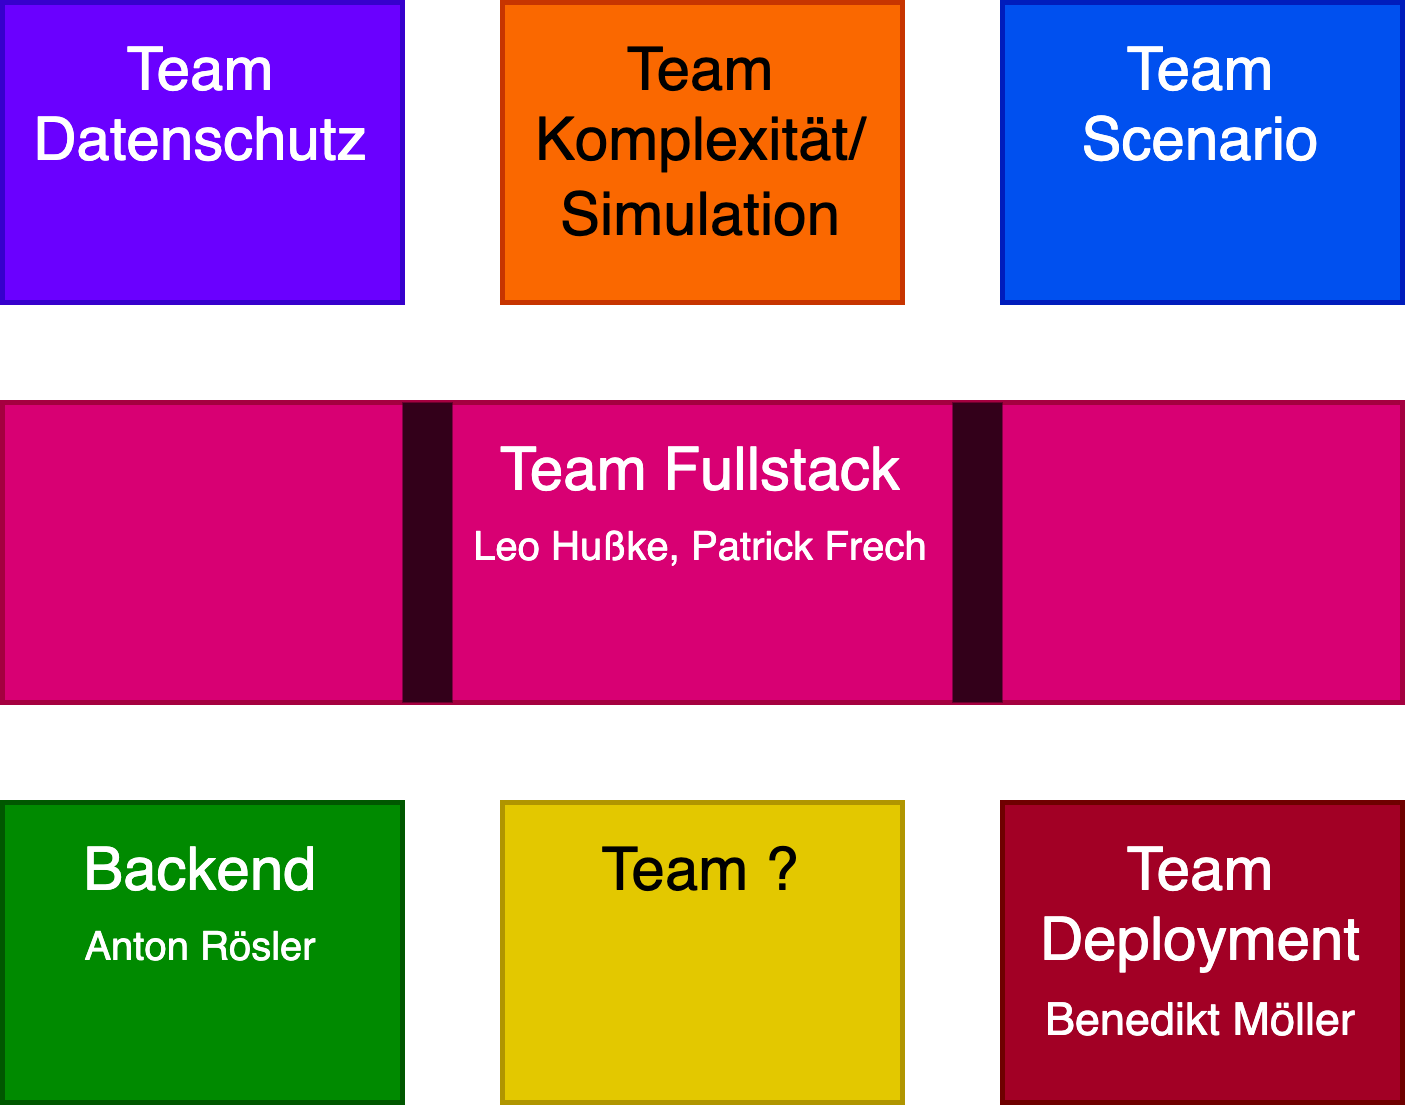 Team
Datenschutz
Team
Komplexität/
Simulation
Team
Scenario
Team Fullstack
Leo Hußke, Patrick Frech
Backend
Anton Rösler
Team ?
Team
Deployment
Benedikt Möller